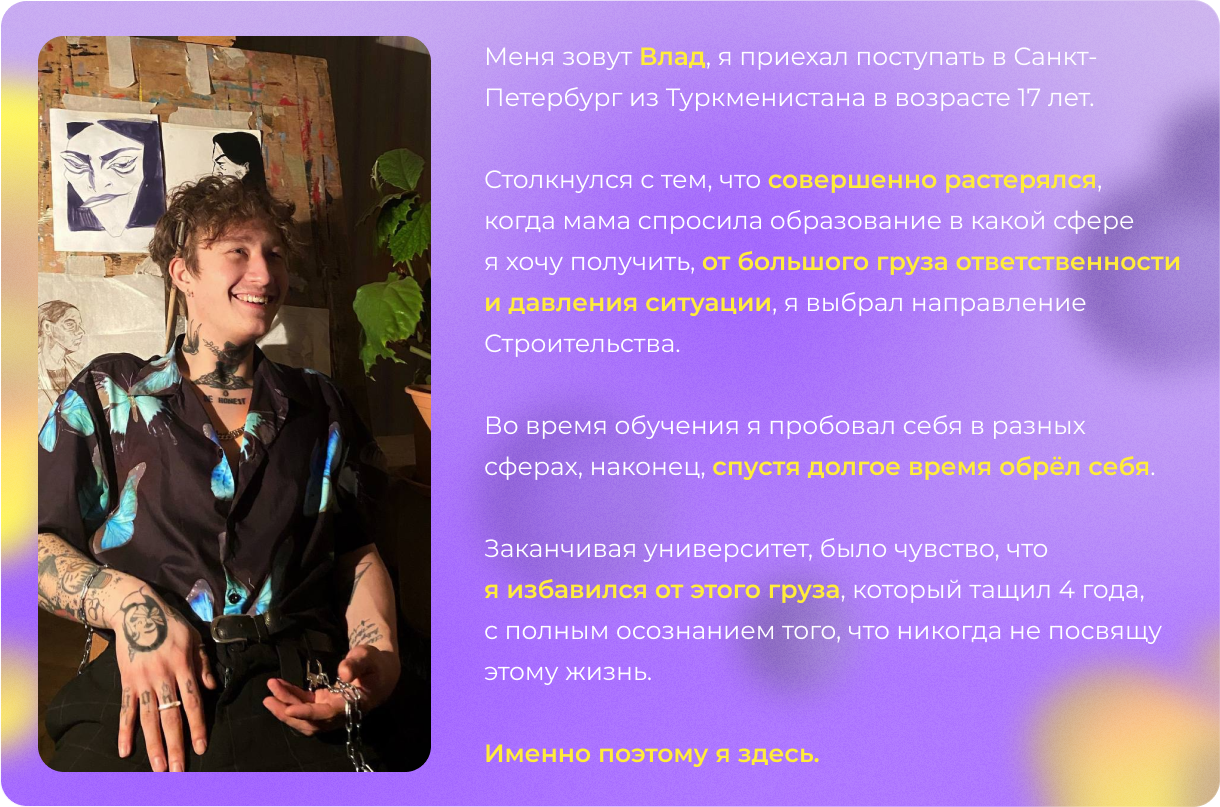 Меня зовут Влад, я приехал поступать в Санкт-
Петербург из Туркменистана в возрасте 17 лет.
Столкнулся с тем, что совершенно растерялся,
когда мама спросила образование в какой сфере
я хочу получить, от большого груза ответственности
и давления ситуации, я выбрал направление
Строительства.
Во время обучения я пробовал себя в разных
сферах, наконец, спустя долгое время обрёл себя.
Заканчивая университет, было чувство, что
я избавился от этого груза, который тащил 4 года,
с полным осознанием того, что никогда не посвящу
этому жизнь.
Именно поэтому я здесь.
BE HONEST